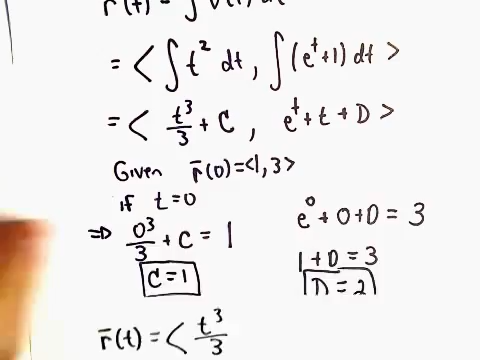 r̄(t) = ∫ v(t) dt
= < ∫ t² dt , ∫ (eᵗ+1) dt >
= < t³/3 + C , eᵗ + t + D >
Given r̄(0) = <1, 3>
if t=0
⇒ 0³/3 + C = 1
C = 1
e⁰ + 0 + D = 3
1 + D = 3
D = 2
r̄(t) = < t³/3